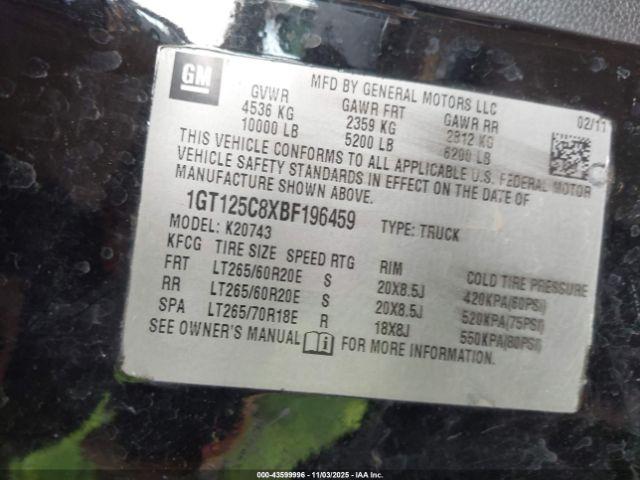 GM
MFD BY GENERAL MOTORS LLC
02/11
GVWR GAWR FRT GAWR RR
4536 KG 2359 KG 2812 KG
10000 LB 5200 LB 6200 LB
THIS VEHICLE CONFORMS TO ALL APPLICABLE U.S. FEDERAL MOTOR
VEHICLE SAFETY STANDARDS IN EFFECT ON THE DATE OF
MANUFACTURE SHOWN ABOVE.
1GT125C8XBF196459 TYPE: TRUCK
MODEL: K20743
KFCG TIRE SIZE SPEED RTG RIM COLD TIRE PRESSURE
FRT LT265/60R20E S 20X8.5J 420KPA(60PSI)
RR LT265/60R20E S 20X8.5J 520KPA(75PSI)
SPA LT265/70R18E R 18X8J 550KPA(80PSI)
SEE OWNER'S MANUAL FOR MORE INFORMATION.
000-43599996 - 11/03/2025 - IAAI.COM